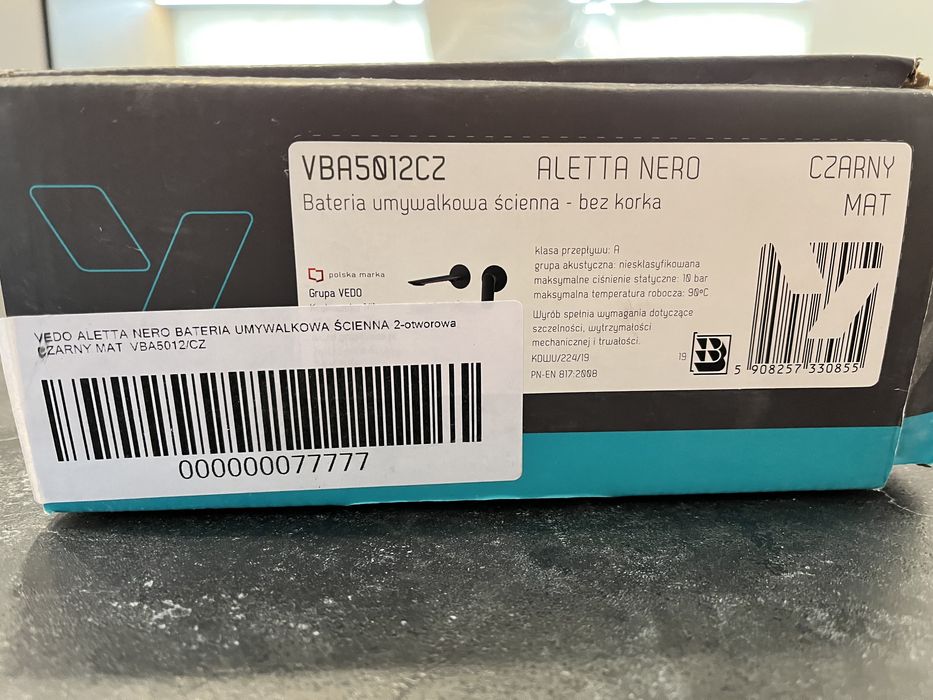 VBA5012CZ ALETTA NERO CZARNY
Bateria umywalkowa ścienna - bez korka MAT
polska marka
Grupa VEDO
klasa przepływu: A
grupa akustyczna: niesklasyfikowana
maksymalne ciśnienie statyczne: 10 bar
maksymalna temperatura robocza: 90°C
Wyrób spełnia wymagania dotyczące
szczelności, wytrzymałości
mechanicznej i trwałości.
KDWU/224/19 19
PN-EN 817:2008
5 908257 330855
VEDO ALETTA NERO BATERIA UMYWALKOWA ŚCIENNA 2-otworowa
CZARNY MAT VBA5012/CZ
000000077777